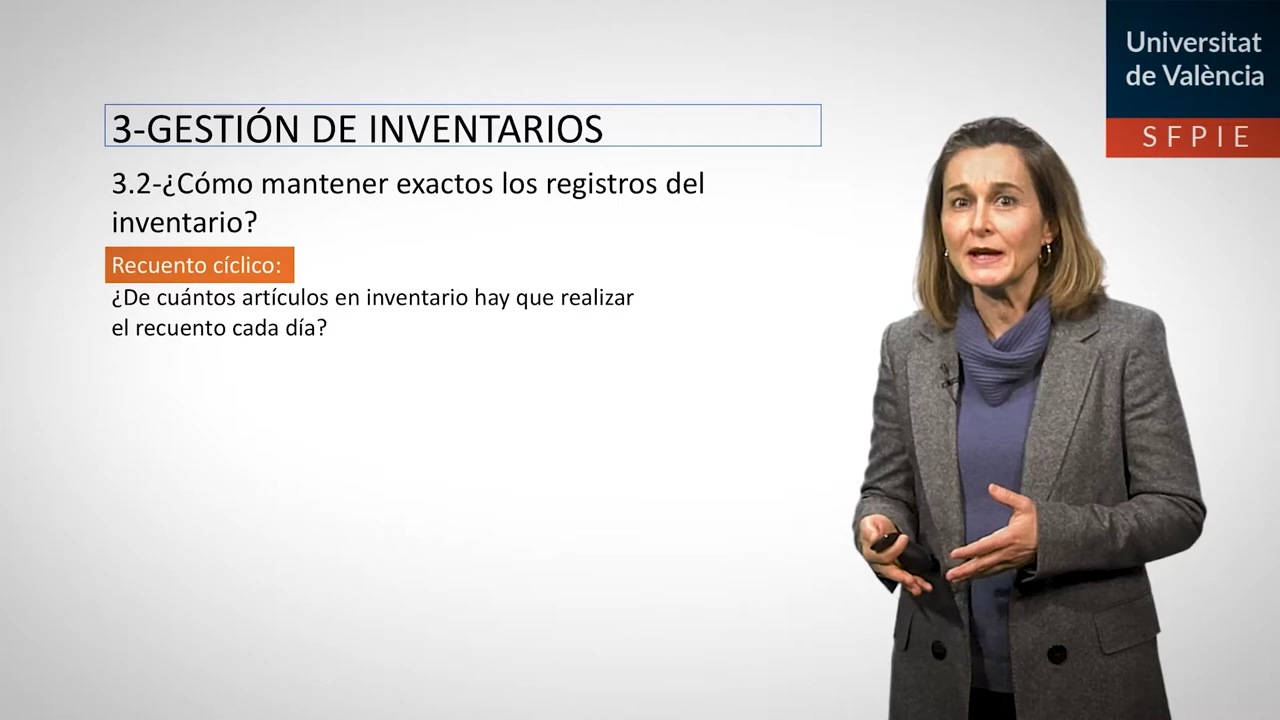 Universitat
de València
SFPIE
3-GESTIÓN DE INVENTARIOS
3.2-¿Cómo mantener exactos los registros del
inventario?
Recuento cíclico:
¿De cuántos artículos en inventario hay que realizar
el recuento cada día?